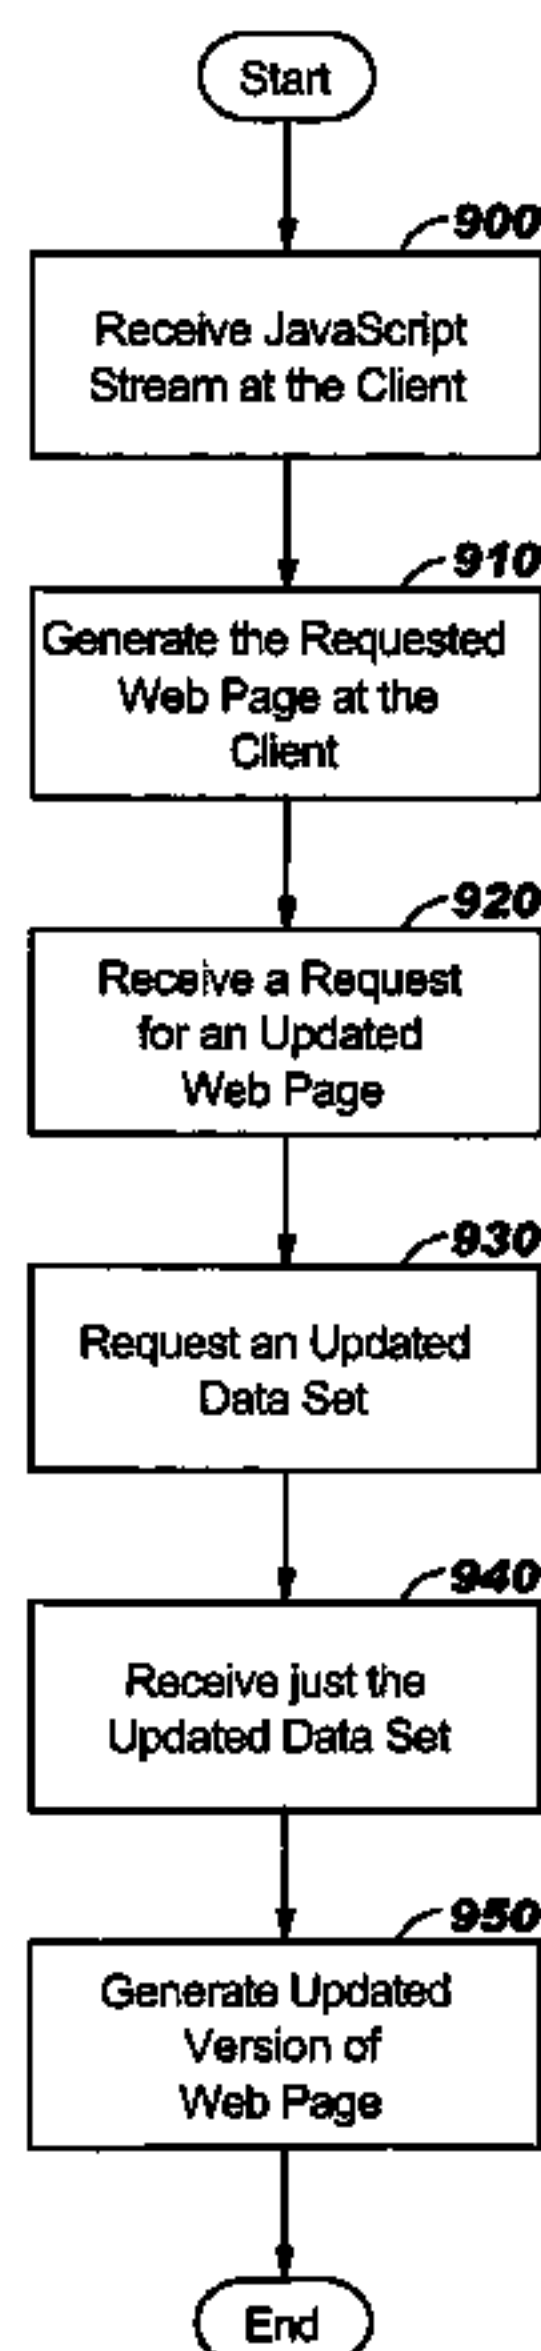 Start
900
Receive JavaScript
Stream at the Client
910
Generate the Requested
Web Page at the
Client
920
Receive a Request
for an Updated
Web Page
930
Request an Updated
Data Set
940
Receive just the
Updated Data Set
950
Generate Updated
Version of
Web Page
End